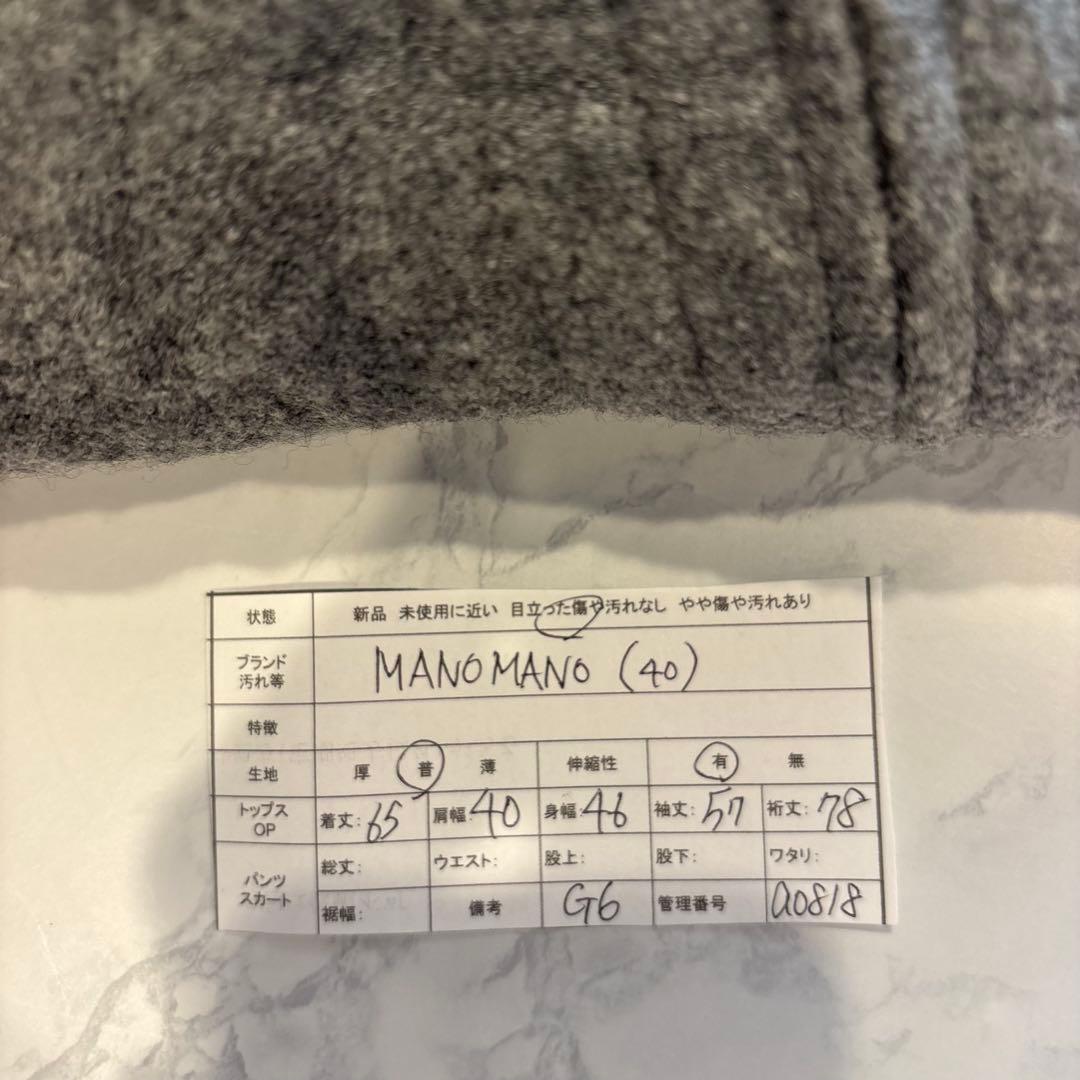 状態 新品 未使用に近い 目立った傷や汚れなし やや傷や汚れあり
ブランド
汚れ等
MANO MANO (40)
特徴
生地 厚 普 薄 伸縮性 有 無
トップス
OP
着丈: 65 肩幅: 40 身幅: 46 袖丈: 57 裄丈: 78
パンツ
スカート
総丈: ウエスト: 股上: 股下: ワタリ:
裾幅: 備考 G6 管理番号 a0818